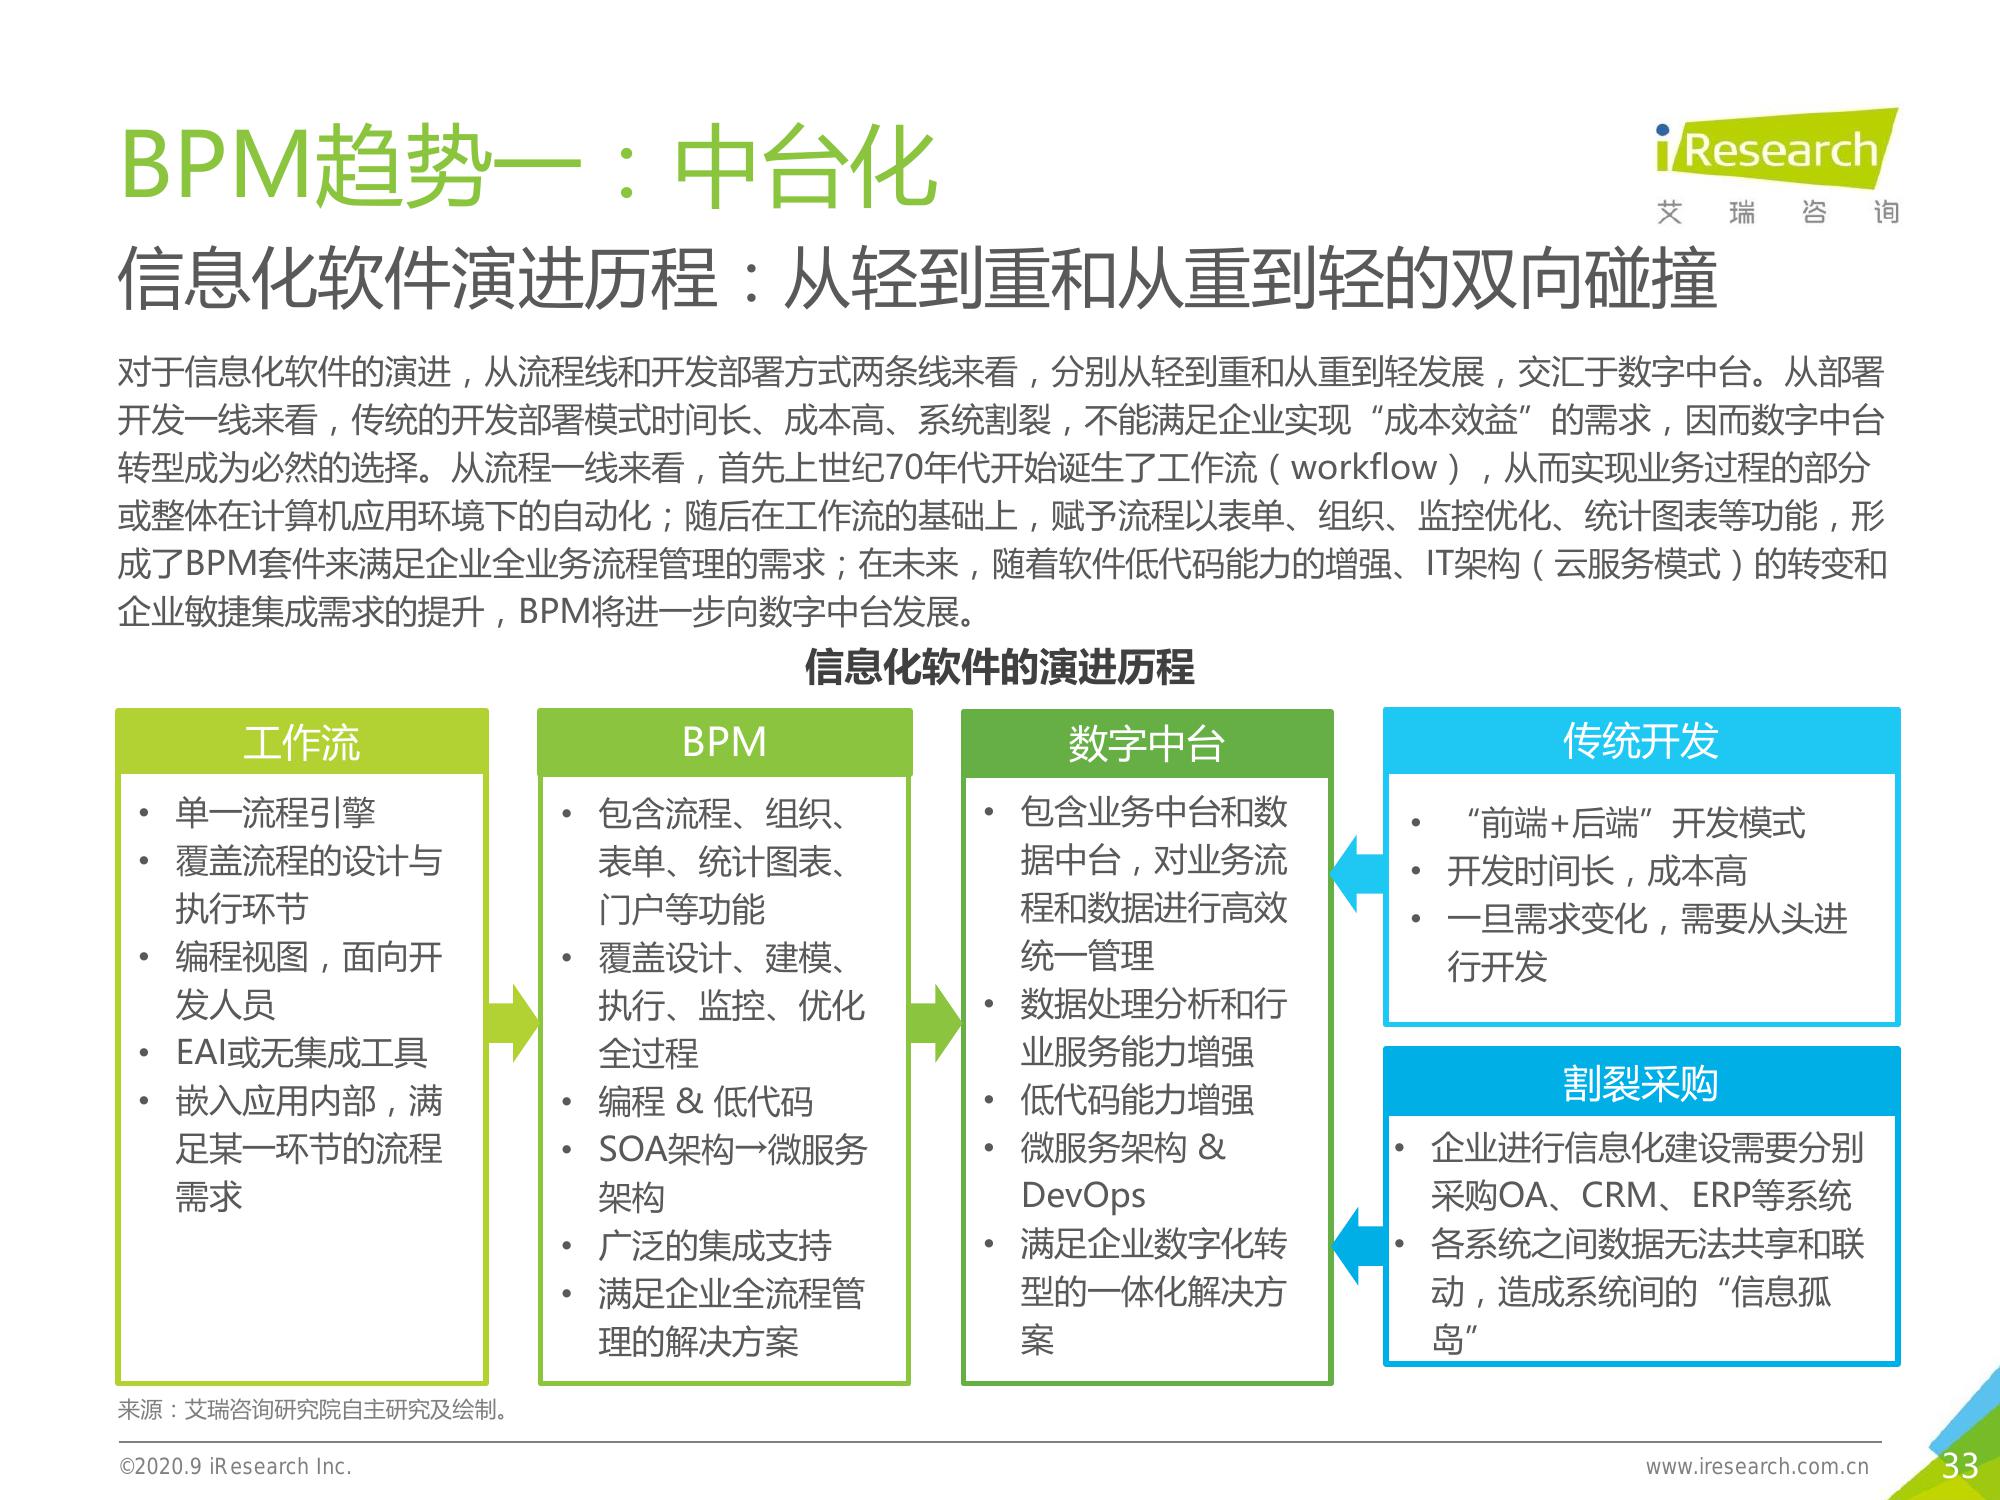 BPM趋势一：中台化
iResearch
艾瑞咨询
信息化软件演进历程：从轻到重和从重到轻的双向碰撞
对于信息化软件的演进，从流程线和开发部署方式两条线来看，分别从轻到重和从重到轻发展，交汇于数字中台。从部署
开发一线来看，传统的开发部署模式时间长、成本高、系统割裂，不能满足企业实现“成本效益”的需求，因而数字中台
转型成为必然的选择。从流程一线来看，首先上世纪70年代开始诞生了工作流（workflow），从而实现业务过程的部分
或整体在计算机应用环境下的自动化；随后在工作流的基础上，赋予流程以表单、组织、监控优化、统计图表等功能，形
成了BPM套件来满足企业全业务流程管理的需求；在未来，随着软件低代码能力的增强、IT架构（云服务模式）的转变和
企业敏捷集成需求的提升，BPM将进一步向数字中台发展。
信息化软件的演进历程
工作流
• 单一流程引擎
• 覆盖流程的设计与
执行环节
• 编程视图，面向开
发人员
• EAI或无集成工具
• 嵌入应用内部，满
足某一环节的流程
需求
BPM
• 包含流程、组织、
表单、统计图表、
门户等功能
• 覆盖设计、建模、
执行、监控、优化
全过程
• 编程 & 低代码
• SOA架构→微服务
架构
• 广泛的集成支持
• 满足企业全流程管
理的解决方案
数字中台
• 包含业务中台和数
据中台，对业务流
程和数据进行高效
统一管理
• 数据处理分析和行
业服务能力增强
• 低代码能力增强
• 微服务架构 &
DevOps
• 满足企业数字化转
型的一体化解决方
案
传统开发
• “前端+后端”开发模式
• 开发时间长，成本高
• 一旦需求变化，需要从头进
行开发
割裂采购
• 企业进行信息化建设需要分别
采购OA、CRM、ERP等系统
• 各系统之间数据无法共享和联
动，造成系统间的“信息孤
岛”
来源：艾瑞咨询研究院自主研究及绘制。
©2020.9 iResearch Inc.
www.iresearch.com.cn
33